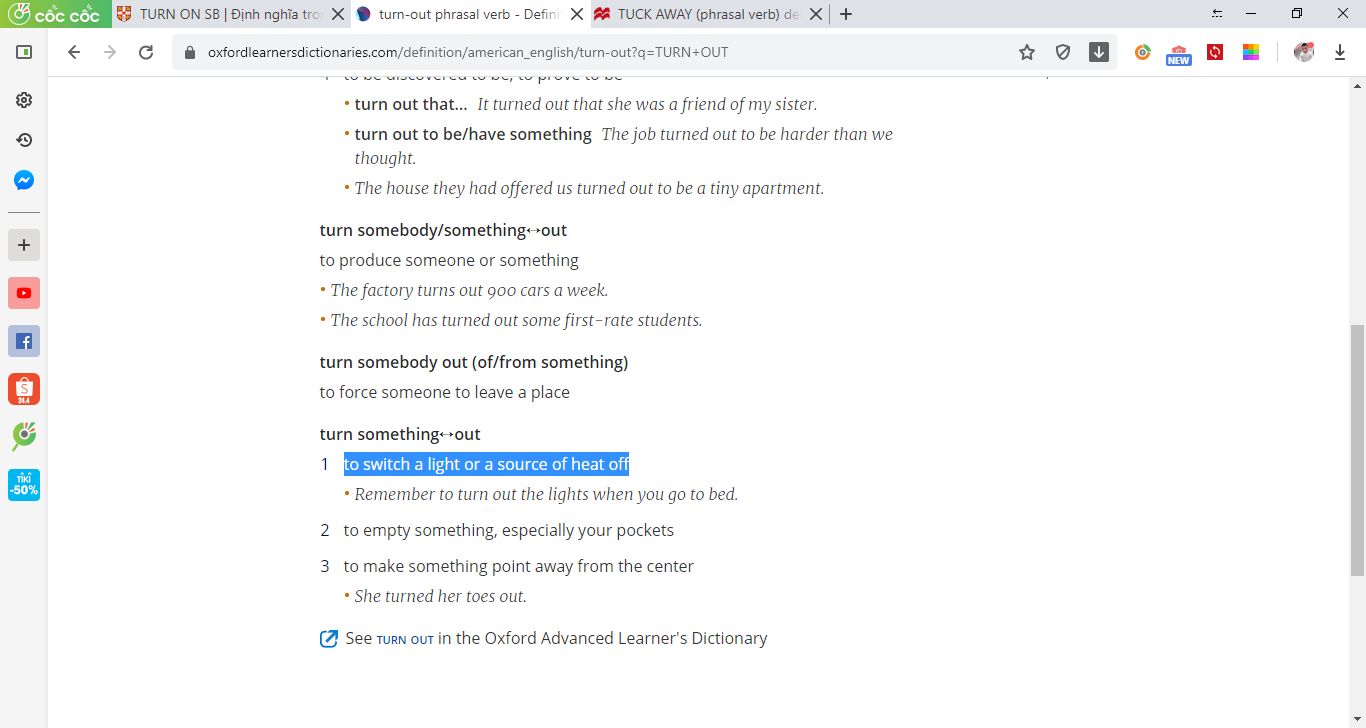 cốc cốc
TURN ON SB | Định nghĩa tro
turn-out phrasal verb - Defini
TUCK AWAY (phrasal verb) de
oxfordlearnersdictionaries.com/definition/american_english/turn-out?q=TURN+OUT
NEW
to be discovered to be; to prove to be
• turn out that… It turned out that she was a friend of my sister.
• turn out to be/have something The job turned out to be harder than we
thought.
• The house they had offered us turned out to be a tiny apartment.
turn somebody/something↔out
to produce someone or something
• The factory turns out 900 cars a week.
• The school has turned out some first-rate students.
turn somebody out (of/from something)
to force someone to leave a place
turn something↔out
1 to switch a light or a source of heat off
• Remember to turn out the lights when you go to bed.
2 to empty something, especially your pockets
3 to make something point away from the center
• She turned her toes out.
See TURN OUT in the Oxford Advanced Learner's Dictionary
S
24.4
TIKI
-50%